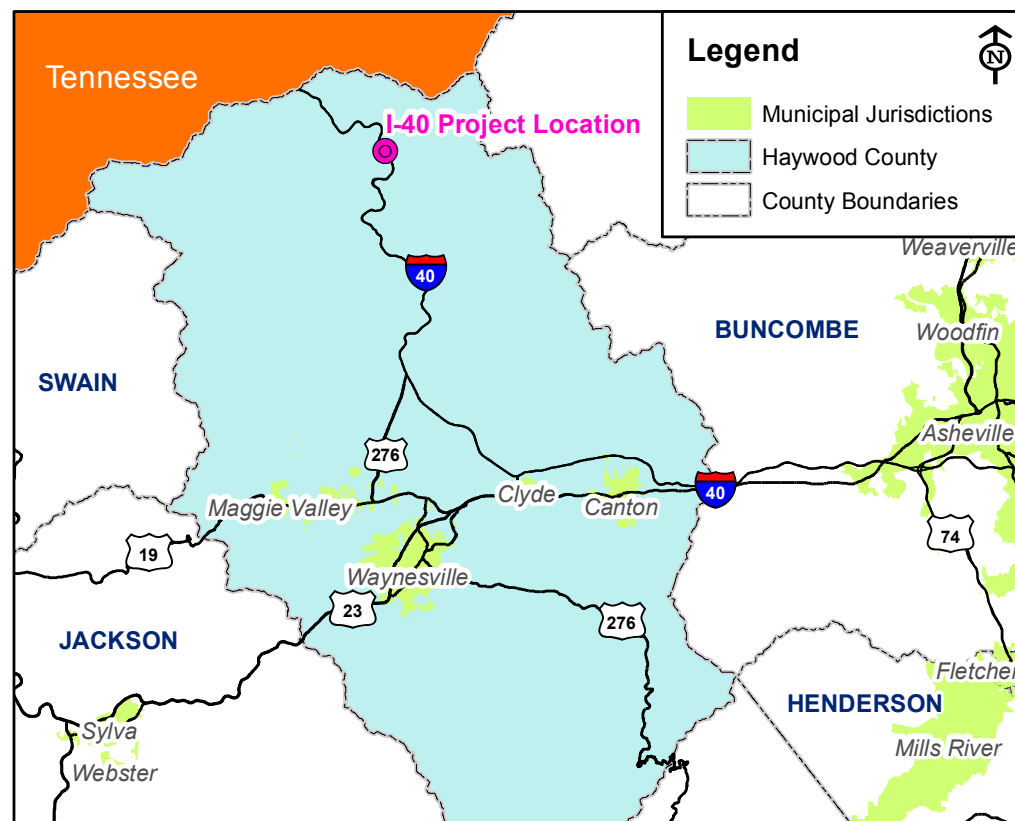 Tennessee
Legend
N
Municipal Jurisdictions
Haywood County
County Boundaries
I-40 Project Location
Weaverville
40
BUNCOMBE
Woodfin
SWAIN
Asheville
276
Maggie Valley
Clyde
Canton
40
19
74
Waynesville
23
276
JACKSON
Fletcher
HENDERSON
Sylva
Mills River
Webster